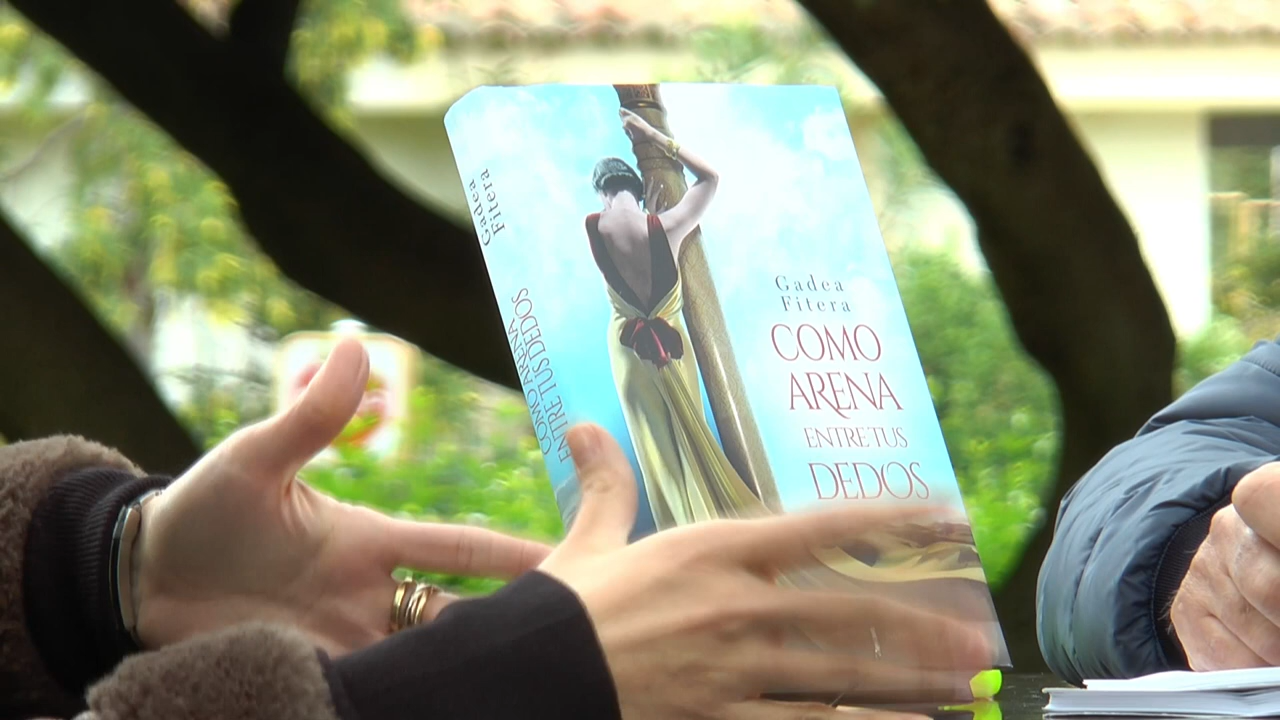 Gadea
Fitera
COMO ARENA
ENTRE TUS DEDOS
Gadea
Fitera
COMO
ARENA
ENTRE TUS
DEDOS